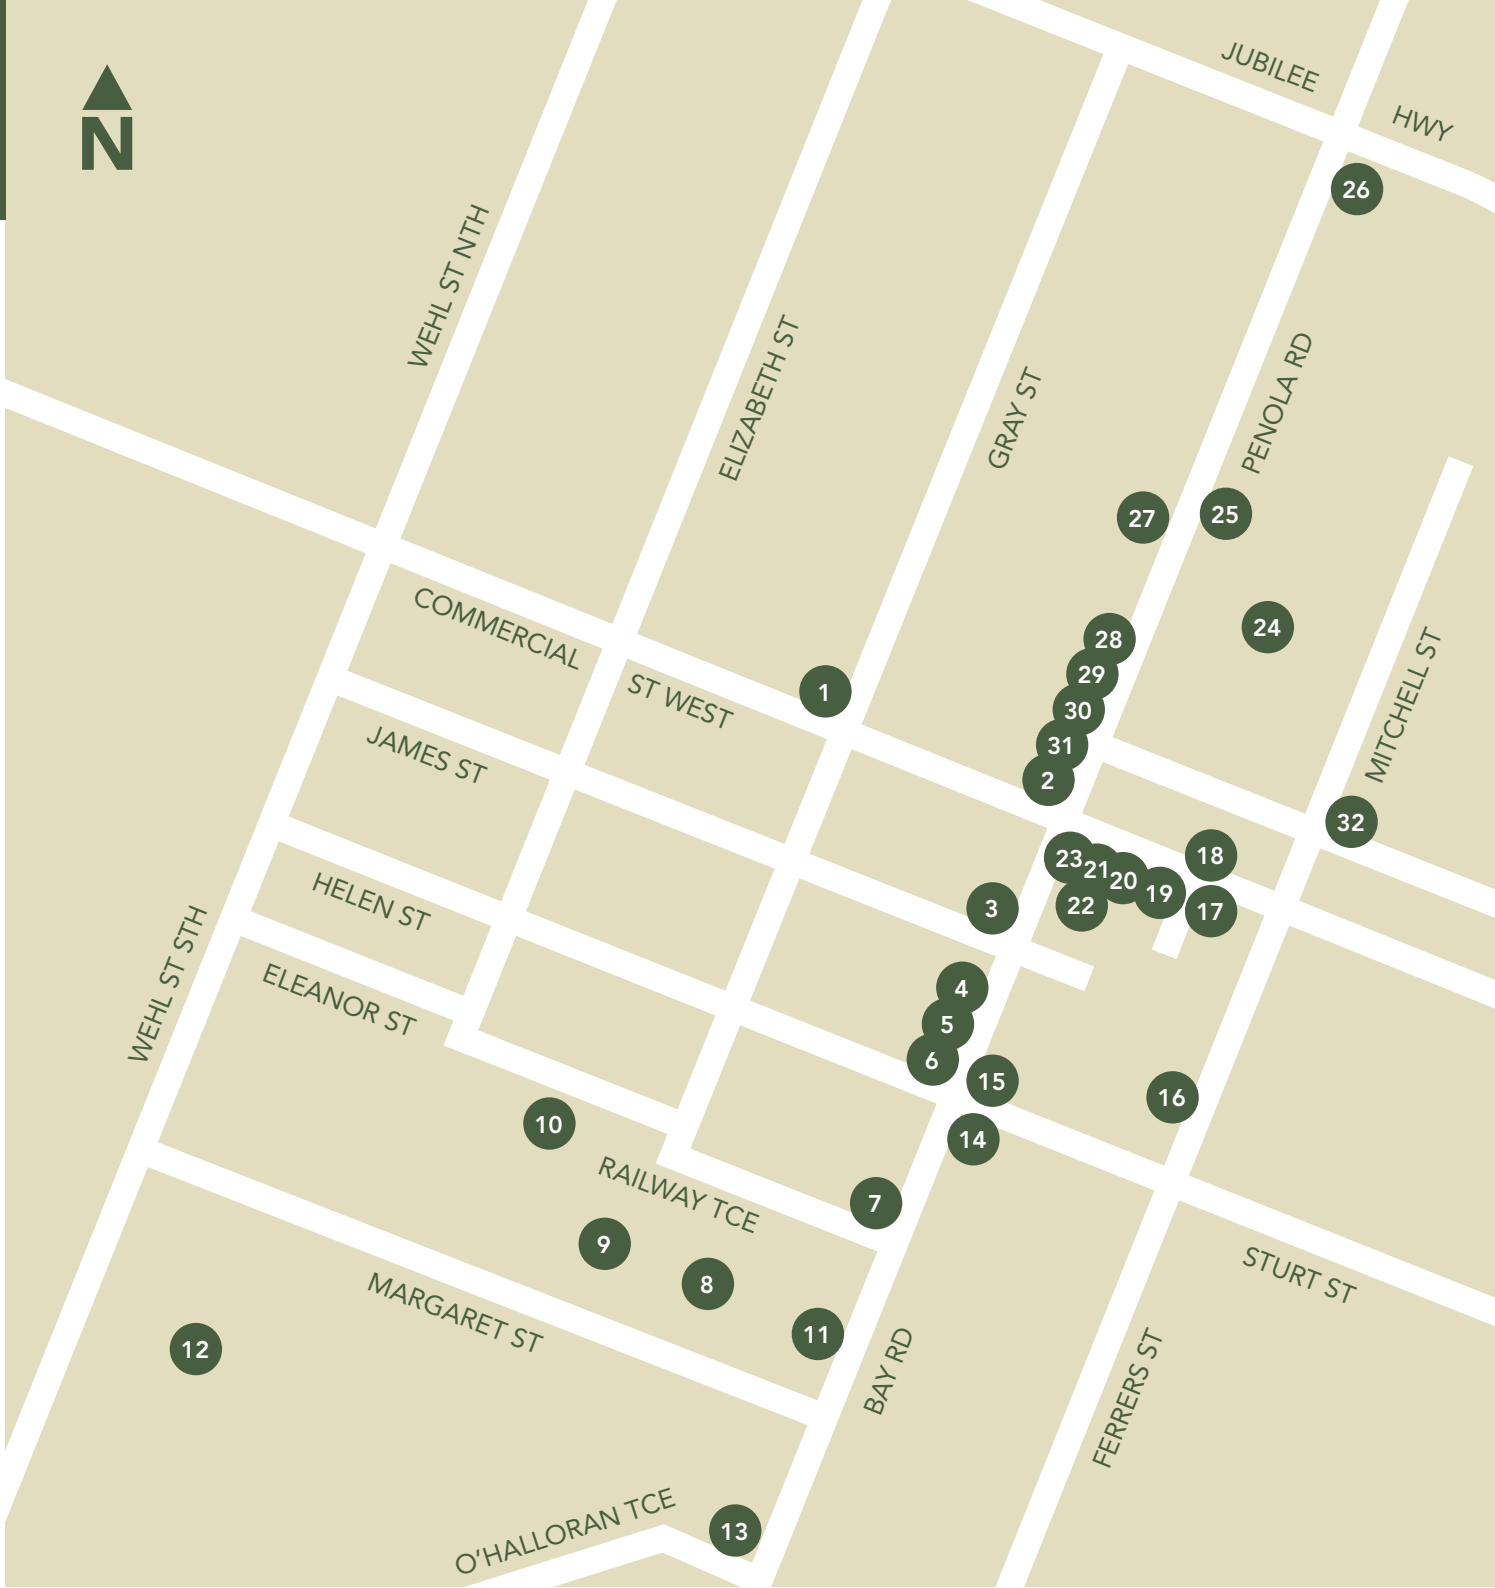 JUBILEE
HWY
N
26
WEHL ST NTH
ELIZABETH ST
GRAY ST
PENOLA RD
27
25
COMMERCIAL
24
28
29
MITCHELL ST
1
ST WEST
30
31
JAMES ST
2
32
23
21
20
19
18
22
17
3
HELEN ST
WEHL ST STH
ELEANOR ST
4
5
6
15
16
10
14
RAILWAY TCE
7
9
8
STURT ST
MARGARET ST
11
12
BAY RD
FERRERS ST
O'HALLORAN TCE
13